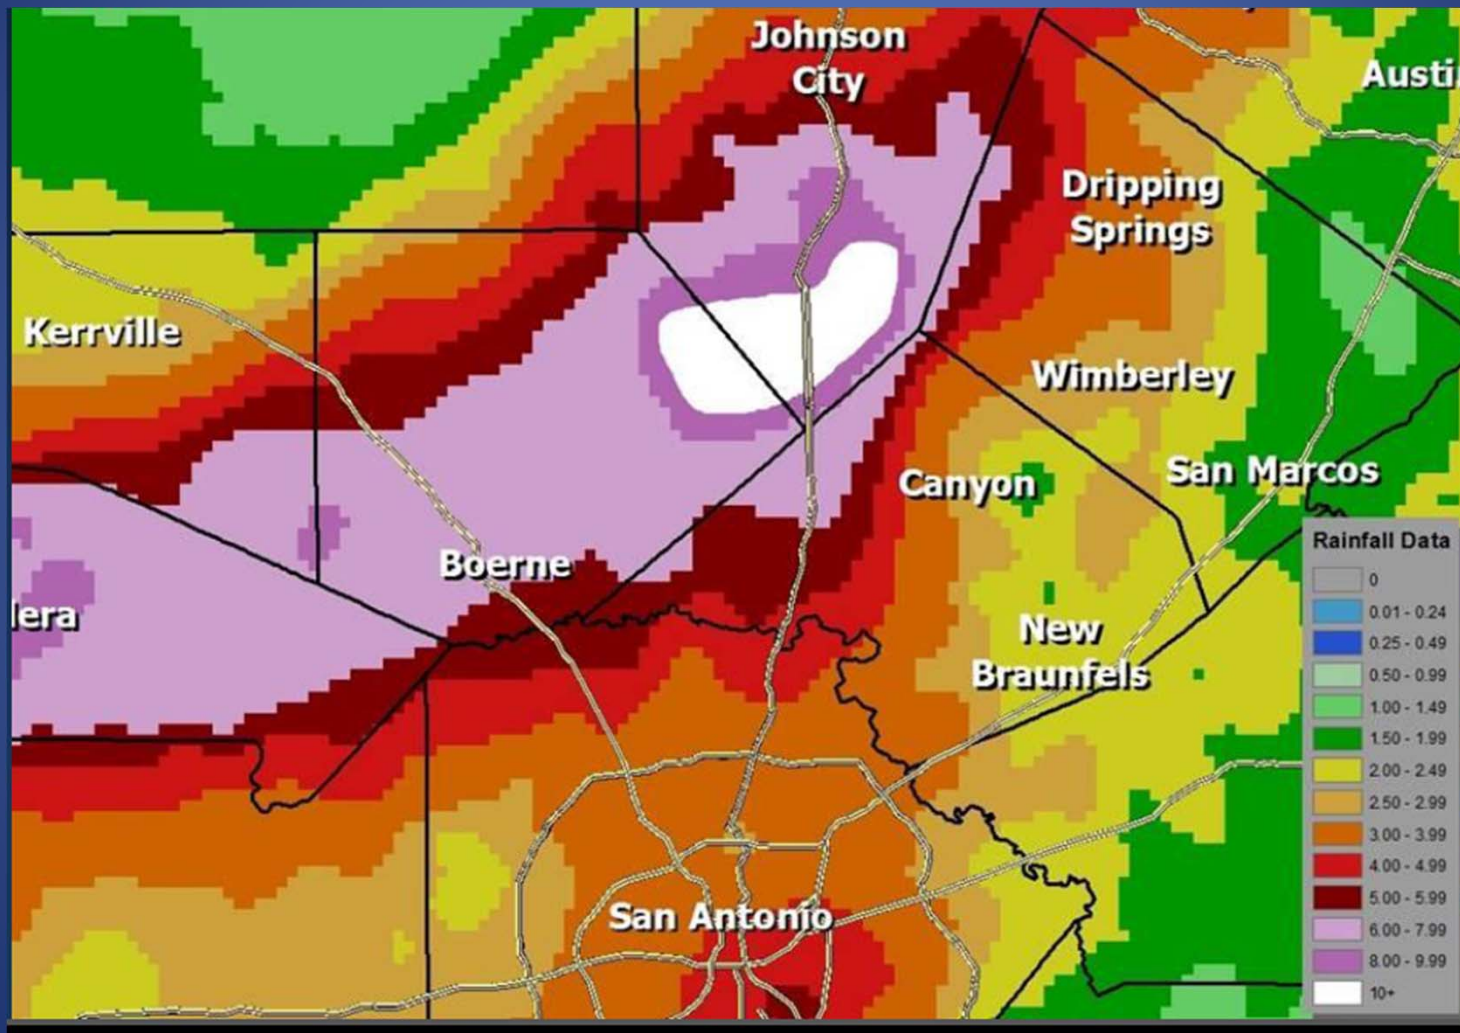 Johnson
City
Austi
Dripping
Springs
Kerrville
Wimberley
San Marcos
Canyon
Boerne
lera
New
Braunfels
San Antonio
Rainfall Data
0
0.01 - 0.24
0.25 - 0.49
0.50 - 0.99
1.00 - 1.49
1.50 - 1.99
2.00 - 2.49
2.50 - 2.99
3.00 - 3.99
4.00 - 4.99
5.00 - 5.99
6.00 - 7.99
8.00 - 9.99
10+